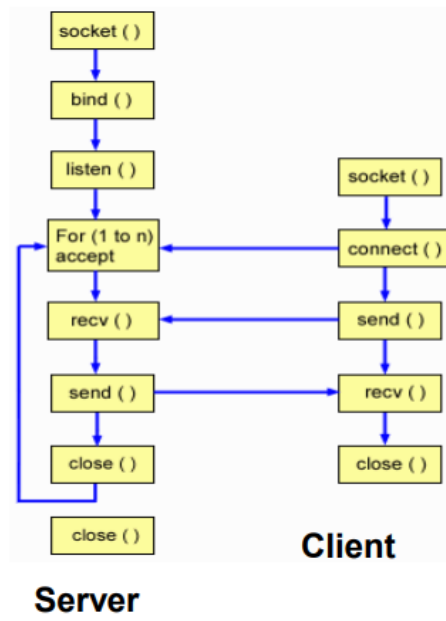 socket ( )
bind ( )
listen ( )
For (1 to n)
accept
recv ( )
send ( )
close ( )
close ( )
Server
socket ( )
connect ( )
send ( )
recv ( )
close ( )
Client